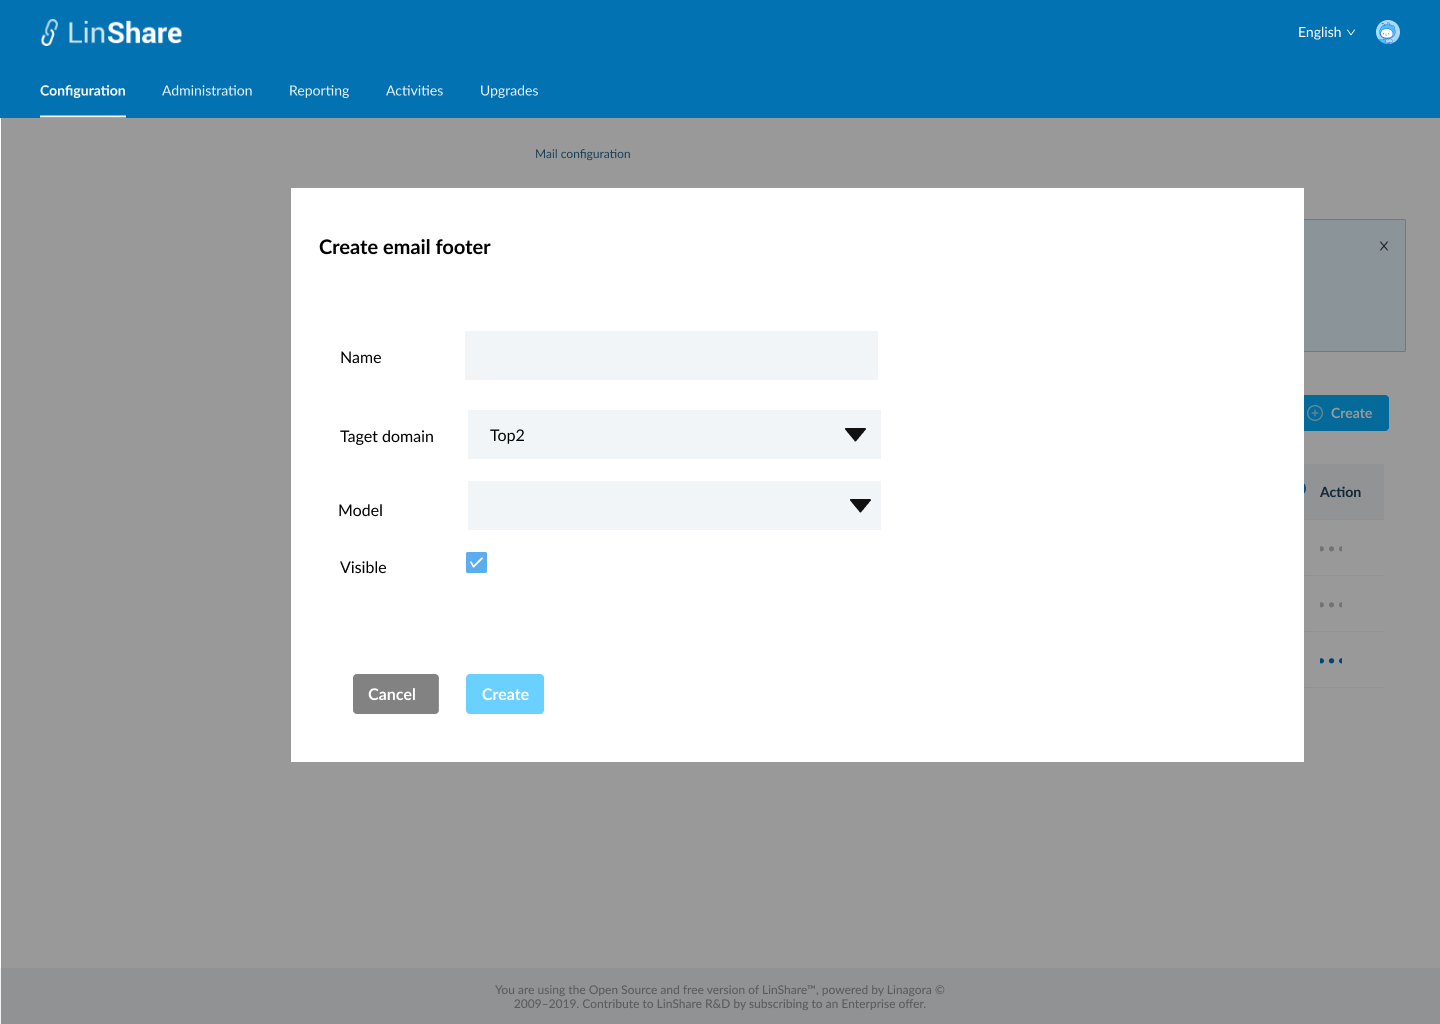 LinShare
English
Configuration Administration Reporting Activities Upgrades
Mail configuration
Create email footer
X
Name
Create
Taget domain Top2
Model
Action
Visible
Cancel Create
You are using the Open Source and free version of LinShare™, powered by Linagora ©
2009–2019. Contribute to LinShare R&D by subscribing to an Enterprise offer.